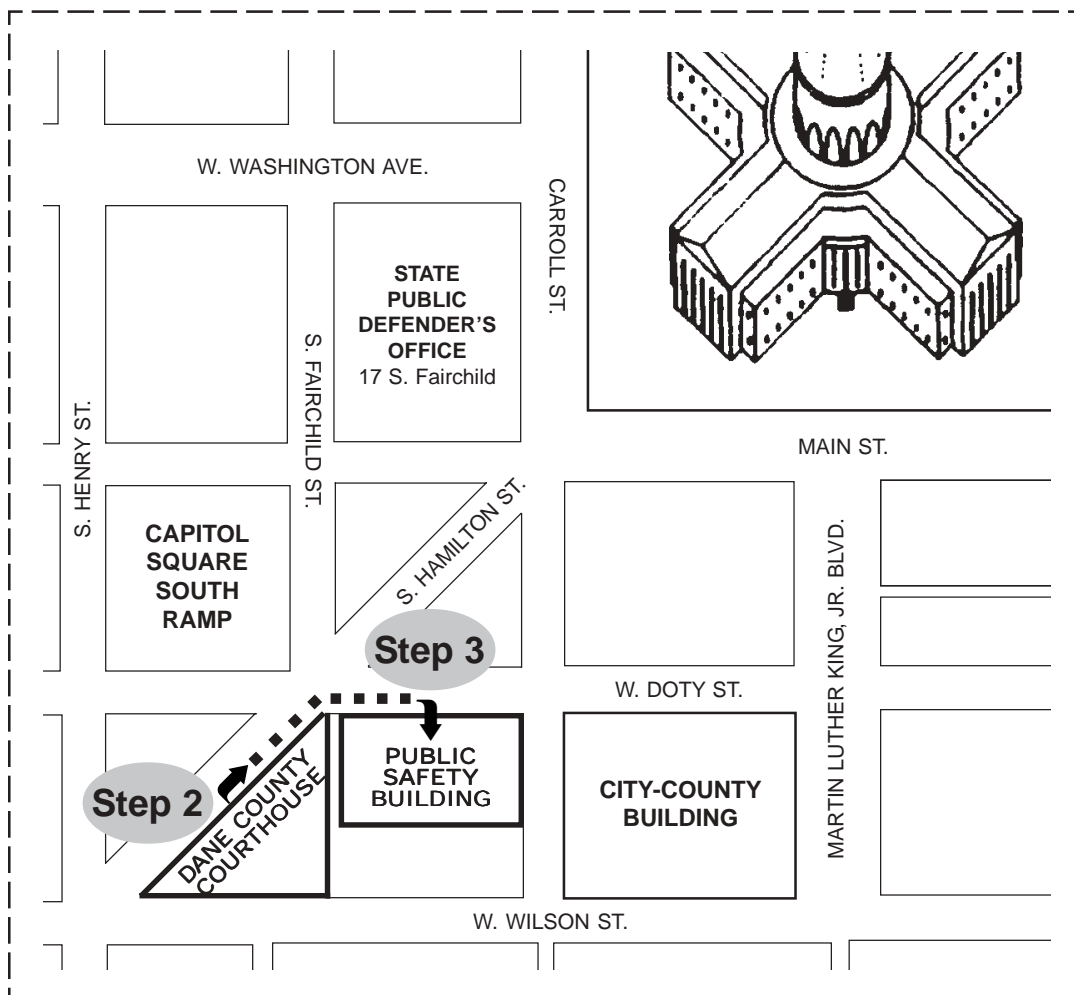 W. WASHINGTON AVE.
CARROLL ST.
STATE
PUBLIC
DEFENDER’S
OFFICE
17 S. Fairchild
S. FAIRCHILD ST.
S. HENRY ST.
MAIN ST.
CAPITOL
SQUARE
SOUTH
RAMP
S. HAMILTON ST.
MARTIN LUTHER KING, JR. BLVD.
Step 3
W. DOTY ST.
Step 2
DANE COUNTY
COURTHOUSE
PUBLIC
SAFETY
BUILDING
CITY-COUNTY
BUILDING
W. WILSON ST.